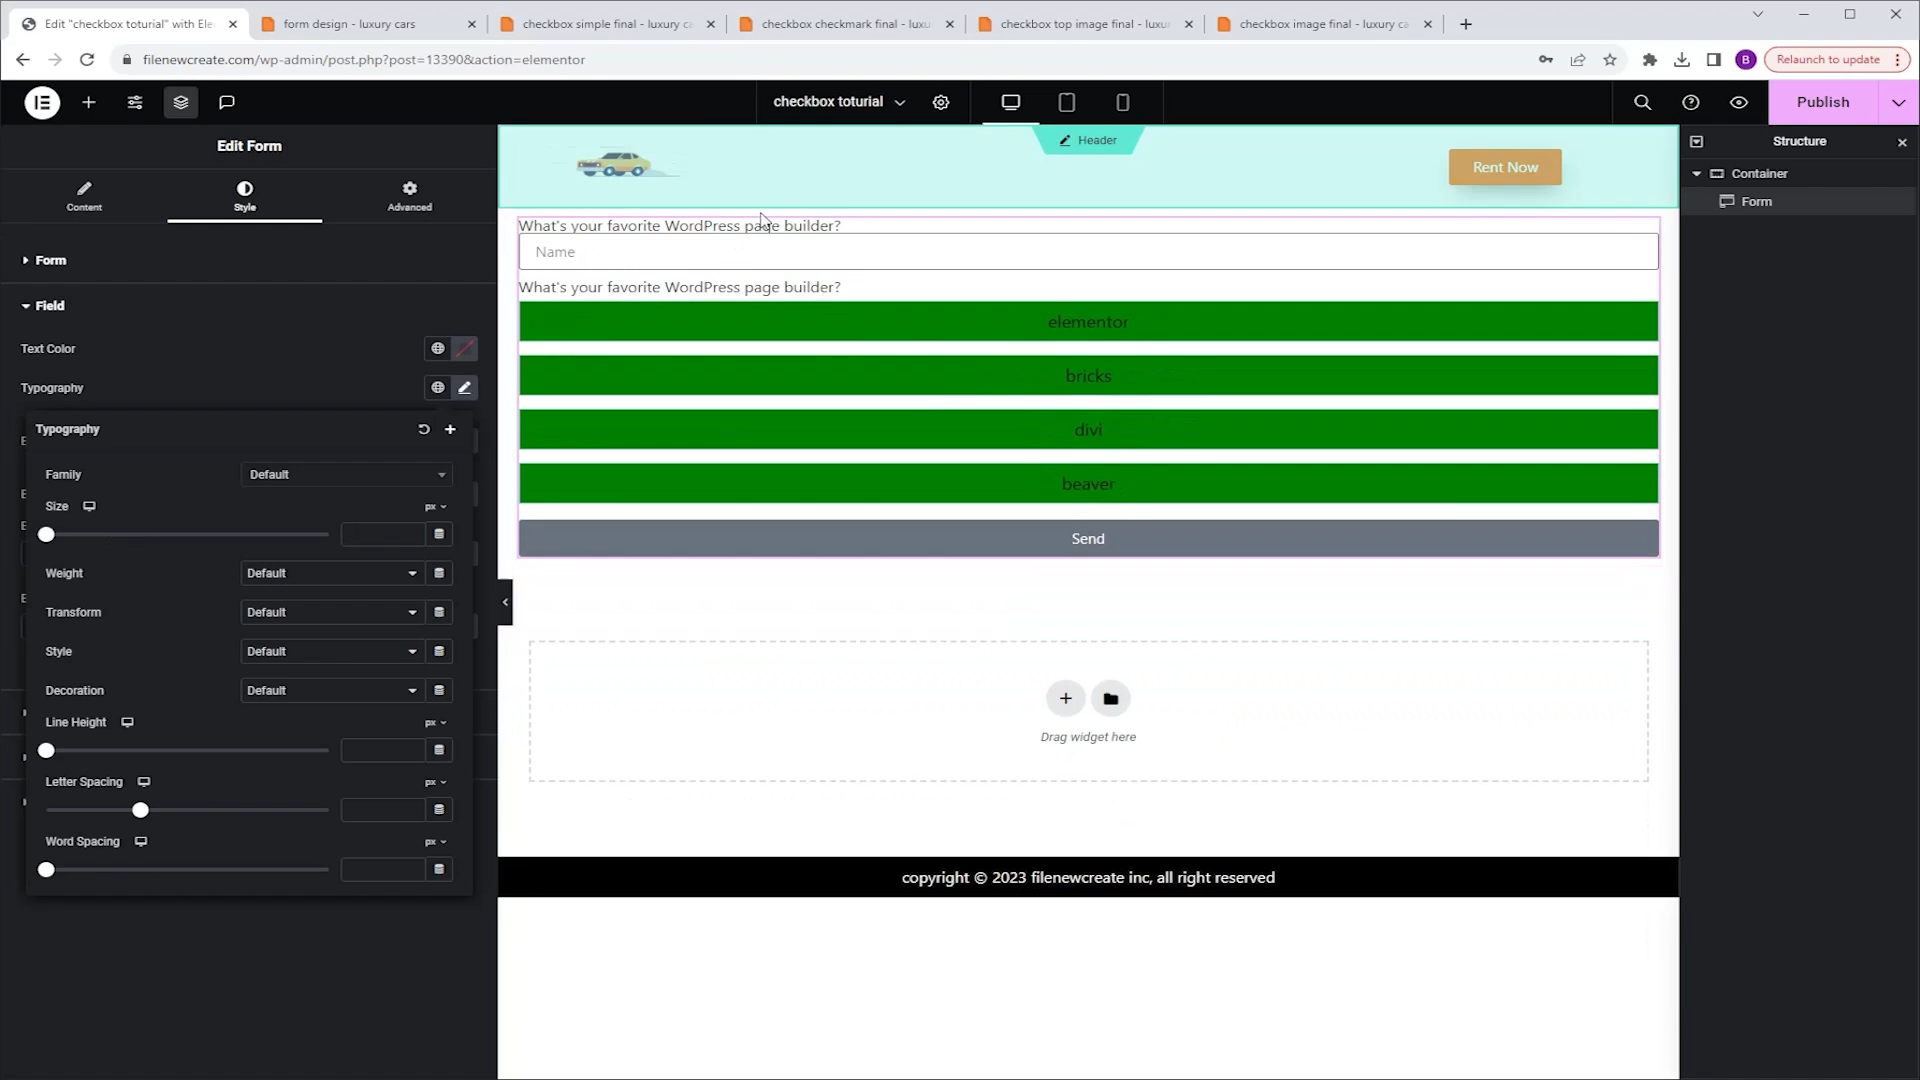 Edit "checkbox toturial" with Ele
form design - luxury cars
checkbox simple final - luxury ca
checkbox checkmark final - luxu
checkbox top image final - luxur
checkbox image final - luxury ca
filenewcreate.com/wp-admin/post.php?post=13390&action=elementor
B
Relaunch to update
checkbox toturial
Publish
Edit Form
Header
Structure
Content
Style
Advanced
Rent Now
Container
Form
Form
What's your favorite WordPress page builder?
Name
Field
What's your favorite WordPress page builder?
Text Color
elementor
Typography
bricks
Typography
divi
Family
Default
beaver
Size
px
Send
Weight
Default
Transform
Default
Style
Default
Decoration
Default
Line Height
px
Drag widget here
Letter Spacing
px
Word Spacing
px
copyright © 2023 filenewcreate inc, all right reserved